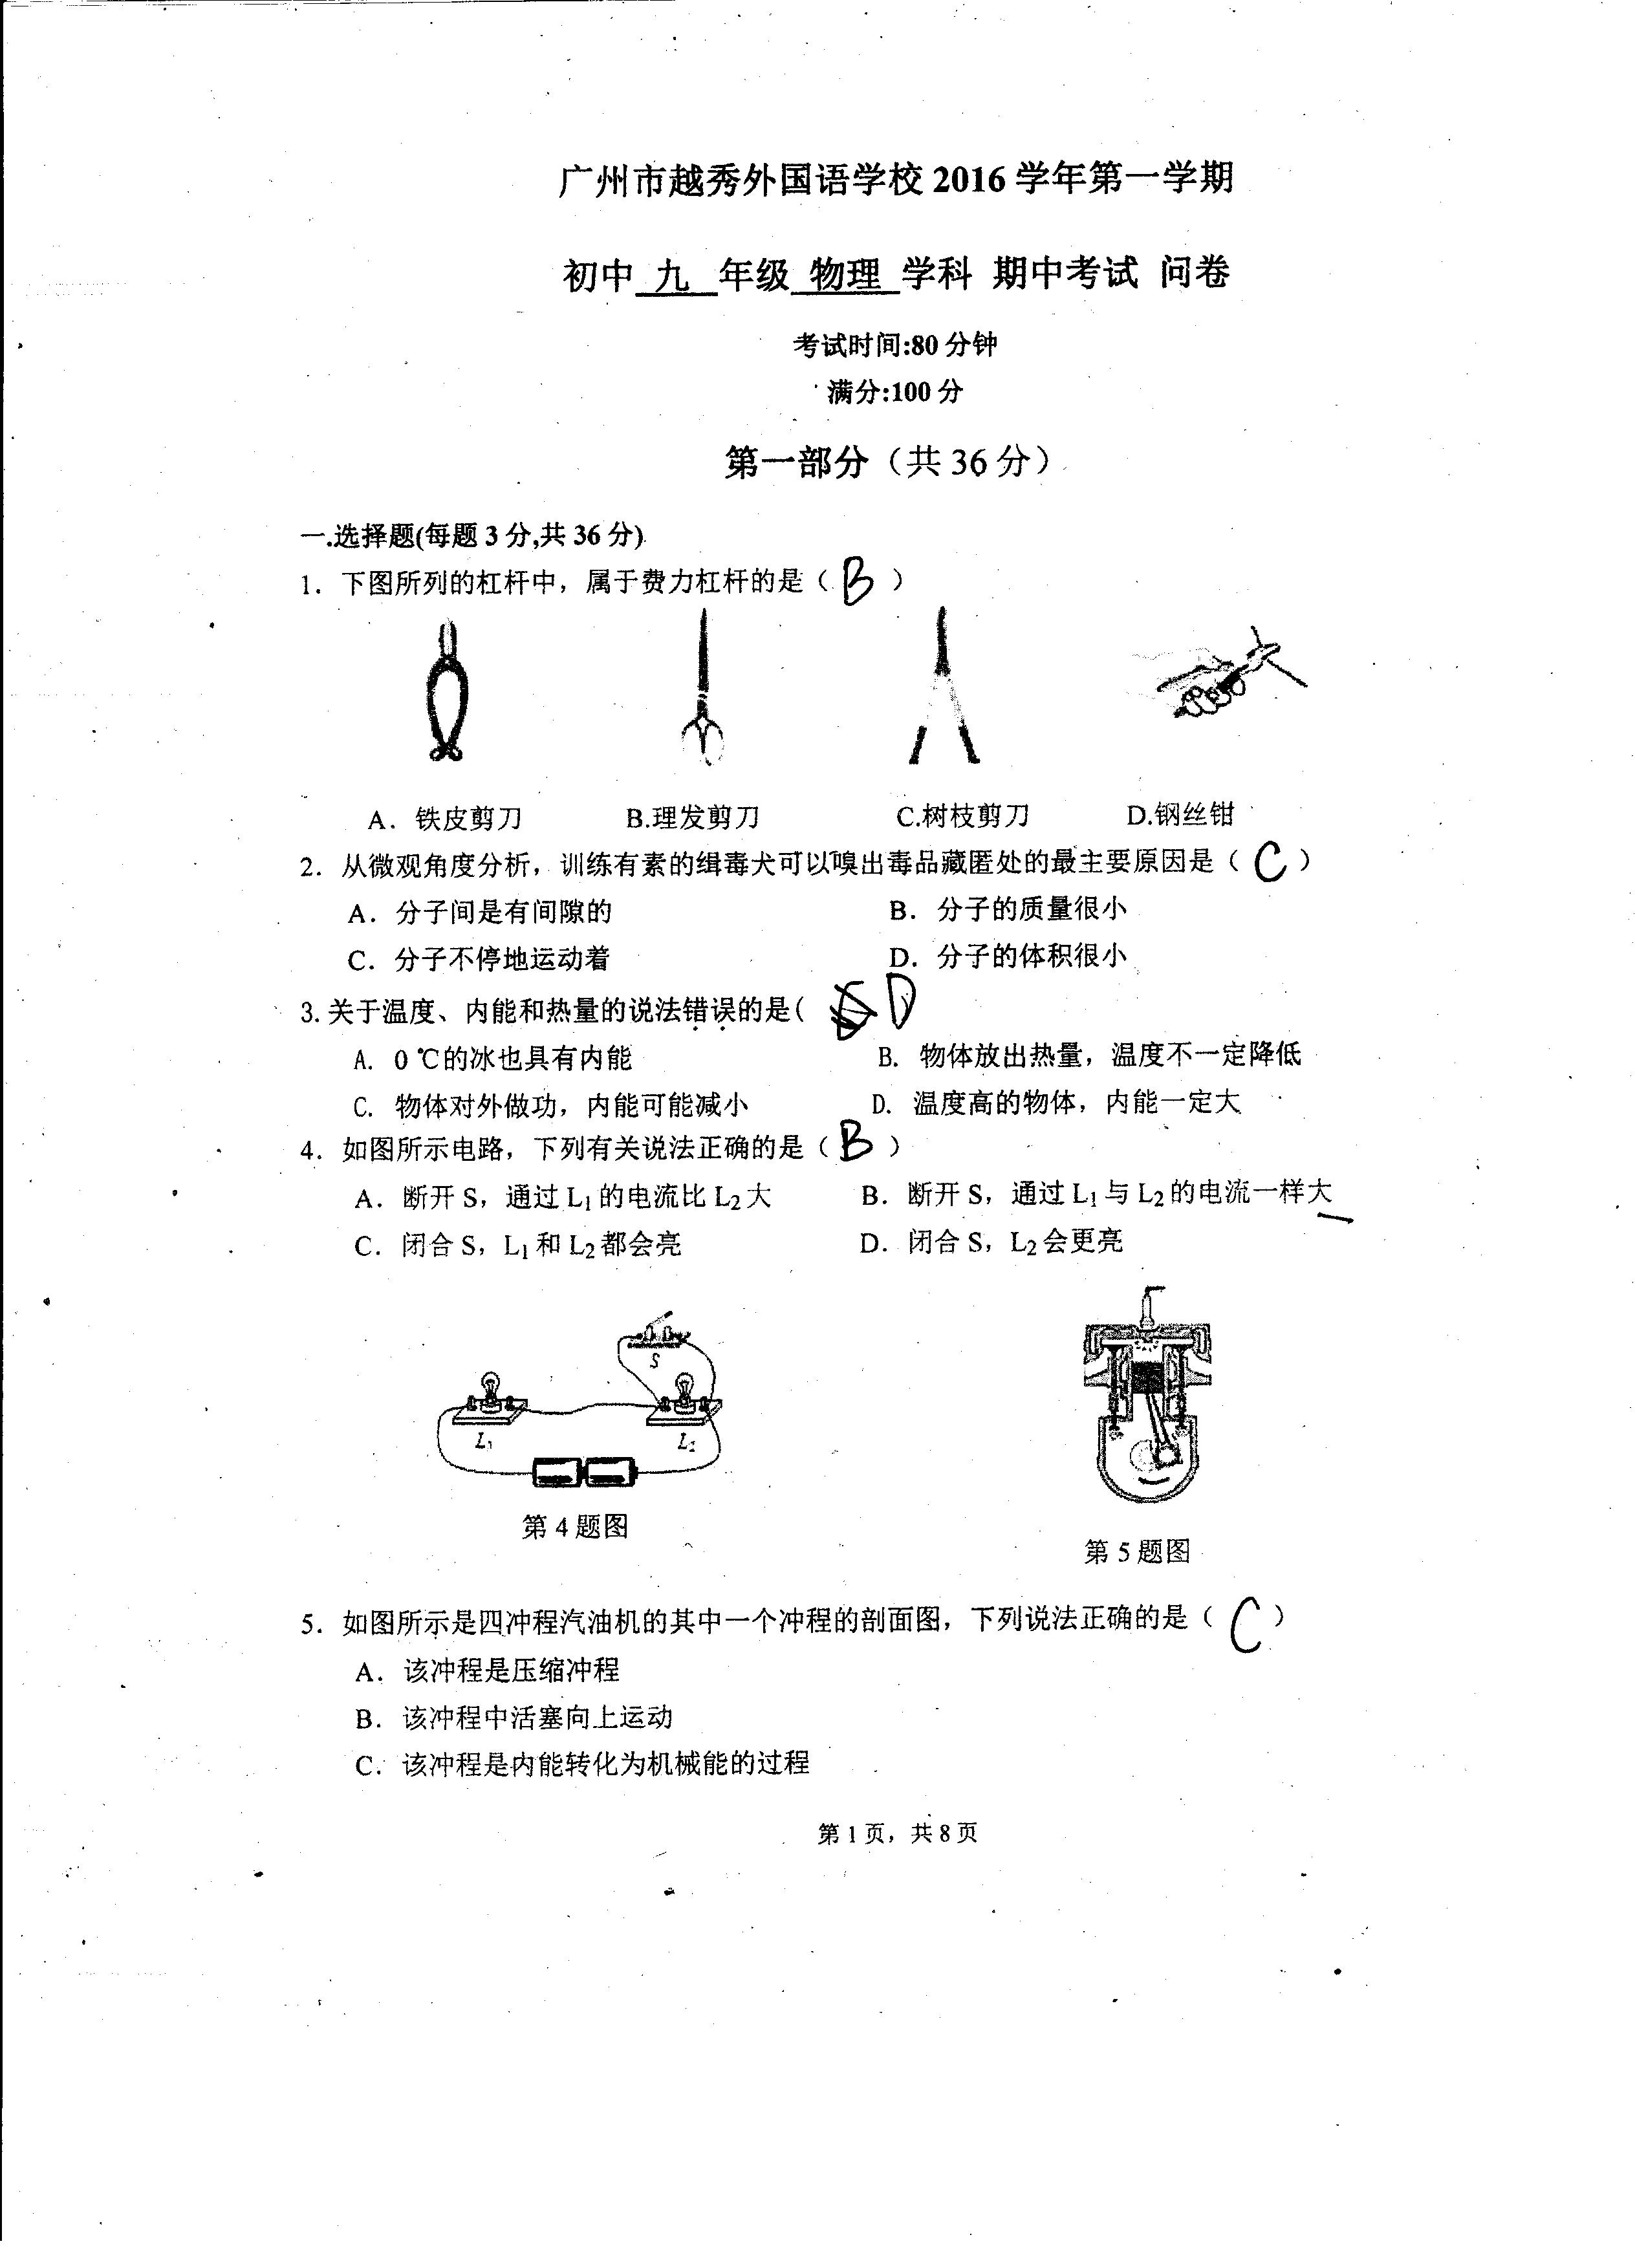 广州市越秀外国语学校 2016 学年第一学期
初中 九 年级 物理 学科 期中考试 问卷
考试时间:80 分钟
满分:100 分
第一部分（共 36 分）
一.选择题(每题 3 分,共 36 分)
1. 下图所列的杠杆中，属于费力杠杆的是（ B ）
A. 铁皮剪刀 B.理发剪刀 C.树枝剪刀 D.钢丝钳
2. 从微观角度分析，训练有素的缉毒犬可以嗅出毒品藏匿处的最主要原因是（ C ）
A. 分子间是有间隙的 B. 分子的质量很小
C. 分子不停地运动着 D. 分子的体积很小
3. 关于温度、内能和热量的说法错误的是( D
A. 0 ℃的冰也具有内能 B. 物体放出热量，温度不一定降低
C. 物体对外做功，内能可能减小 D. 温度高的物体，内能一定大
4. 如图所示电路，下列有关说法正确的是（ B ）
A. 断开 S，通过 L₁ 的电流比 L₂ 大 B. 断开 S，通过 L₁ 与 L₂ 的电流一样大
C. 闭合 S，L₁ 和 L₂ 都会亮 D. 闭合 S，L₂ 会更亮
S
L₁ L₂
第 4 题图
第 5 题图
5. 如图所示是四冲程汽油机的其中一个冲程的剖面图，下列说法正确的是（ C ）
A. 该冲程是压缩冲程
B. 该冲程中活塞向上运动
C. 该冲程是内能转化为机械能的过程
第 1 页，共 8 页